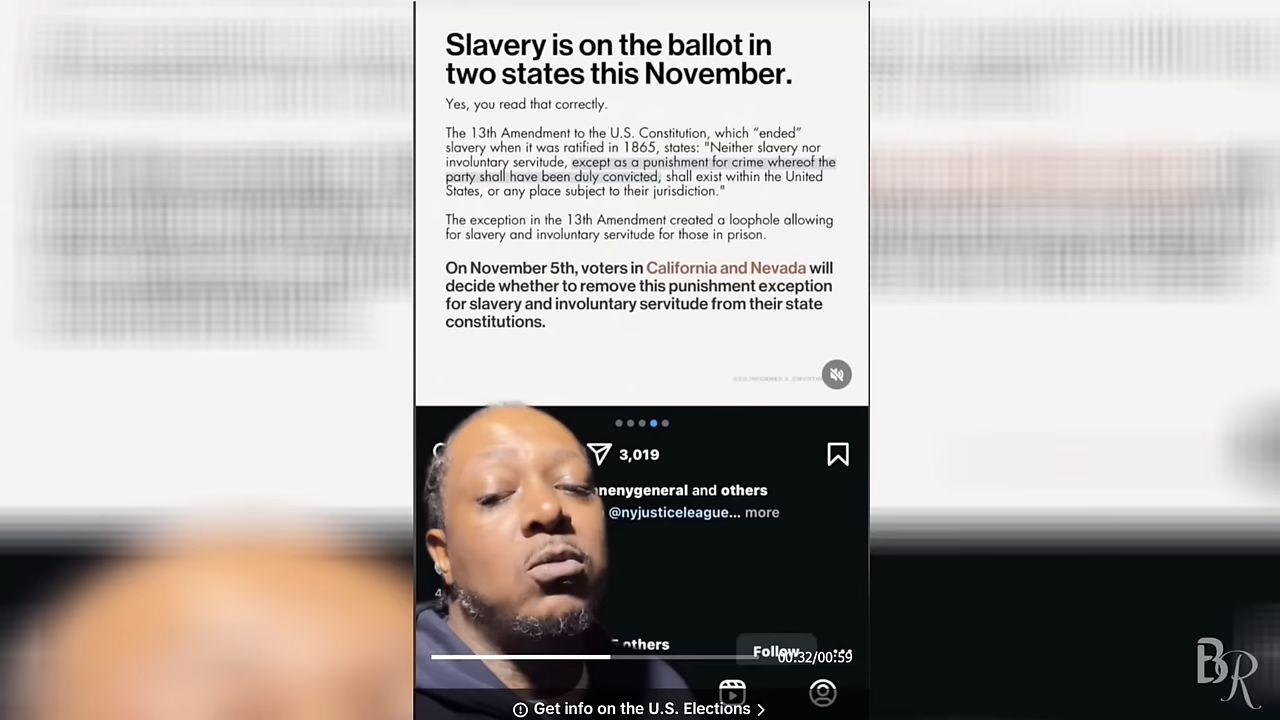 Slavery is on the ballot in
two states this November.
Yes, you read that correctly.
The 13th Amendment to the U.S. Constitution, which “ended”
slavery when it was ratified in 1865, states: "Neither slavery nor
involuntary servitude, except as a punishment for crime whereof the
party shall have been duly convicted, shall exist within the United
States, or any place subject to their jurisdiction."
The exception in the 13th Amendment created a loophole allowing
for slavery and involuntary servitude for those in prison.
On November 5th, voters in California and Nevada will
decide whether to remove this punishment exception
for slavery and involuntary servitude from their state
constitutions.
3,019
nenygeneral and others
@nyjusticeleague... more
4
others
Follow
00:32/00:59
Get info on the U.S. Elections
BR